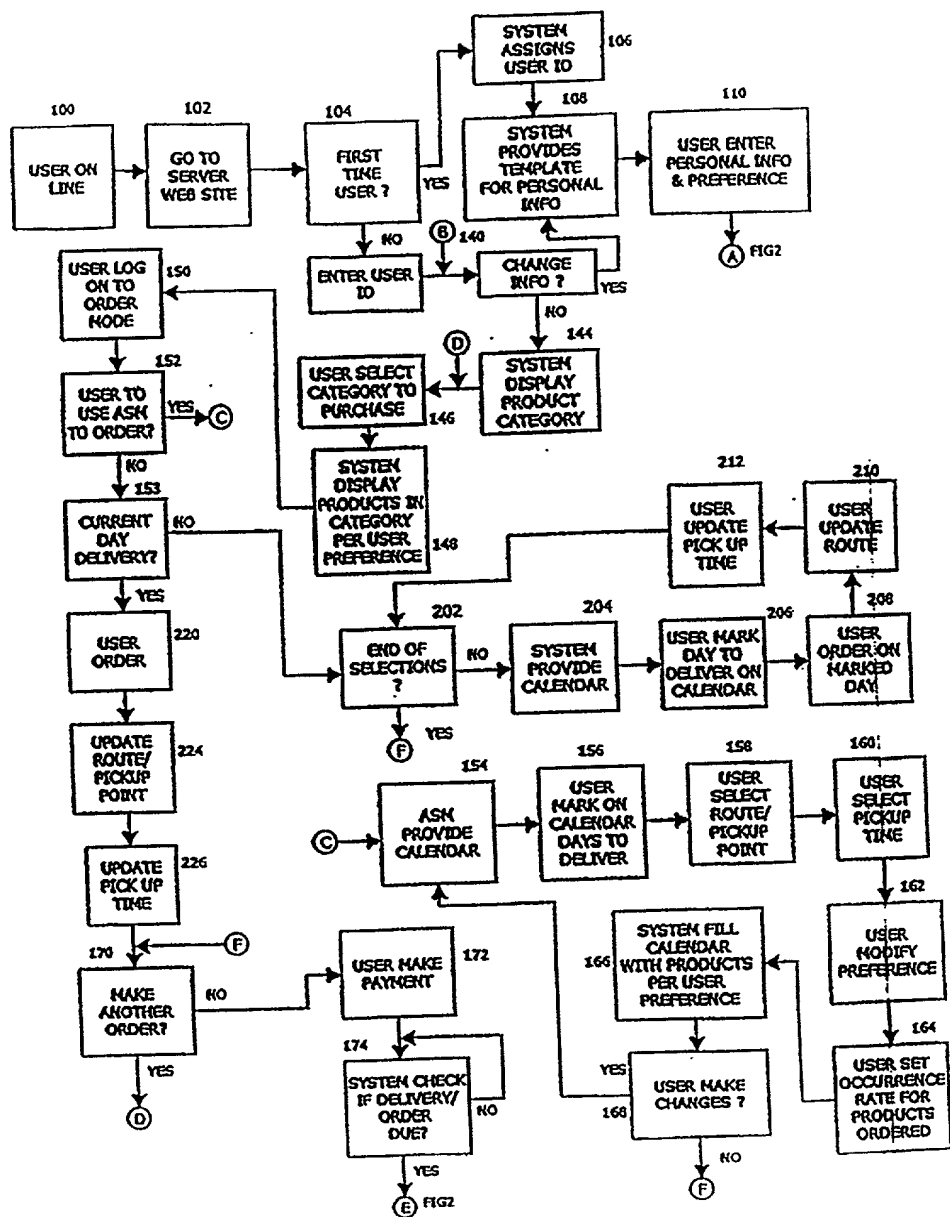 SYSTEM
ASSIGNS
USER ID
106
100
USER ON
LINE
102
GO TO
SERVER
WEB SITE
104
FIRST
TIME
USER ?
YES
NO
108
SYSTEM
PROVIDES
TEMPLATE
FOR PERSONAL
INFO
110
USER ENTER
PERSONAL INFO
& PREFERENCE
A
FIG2
ENTER USER
ID
B
140
CHANGE
INFO ?
YES
NO
144
SYSTEM
DISPLAY
PRODUCT
CATEGORY
D
USER SELECT
CATEGORY TO
PURCHASE
146
SYSTEM
DISPLAY
PRODUCTS IN
CATEGORY
PER USER
PREFERENCE
148
USER LOG
ON TO
ORDER
MODE
150
152
USER TO
USE ASM
TO ORDER?
YES
C
NO
153
CURRENT
DAY
DELIVERY?
NO
YES
USER
ORDER
220
UPDATE
ROUTE/
PICKUP
POINT
224
UPDATE
PICK UP
TIME
226
F
170
MAKE
ANOTHER
ORDER?
NO
YES
D
202
END OF
SELECTIONS
?
NO
YES
F
204
SYSTEM
PROVIDE
CALENDAR
206
USER MARK
DAY TO
DELIVER ON
CALENDAR
208
USER
ORDER ON
MARKED
DAY
210
USER
UPDATE
ROUTE
212
USER
UPDATE
PICK UP
TIME
C
154
ASM
PROVIDE
CALENDAR
156
USER
MARK ON
CALENDAR
DAYS TO
DELIVER
158
USER
SELECT
ROUTE/
PICKUP
POINT
160
USER
SELECT
PICKUP
TIME
162
USER
MODIFY
PREFERENCE
164
USER SET
OCCURRENCE
RATE FOR
PRODUCTS
ORDERED
166
SYSTEM FILL
CALENDAR
WITH PRODUCTS
PER USER
PREFERENCE
168
USER MAKE
CHANGES ?
YES
NO
F
172
USER MAKE
PAYMENT
174
SYSTEM CHECK
IF DELIVERY/
ORDER
DUE?
NO
YES
E
FIG2